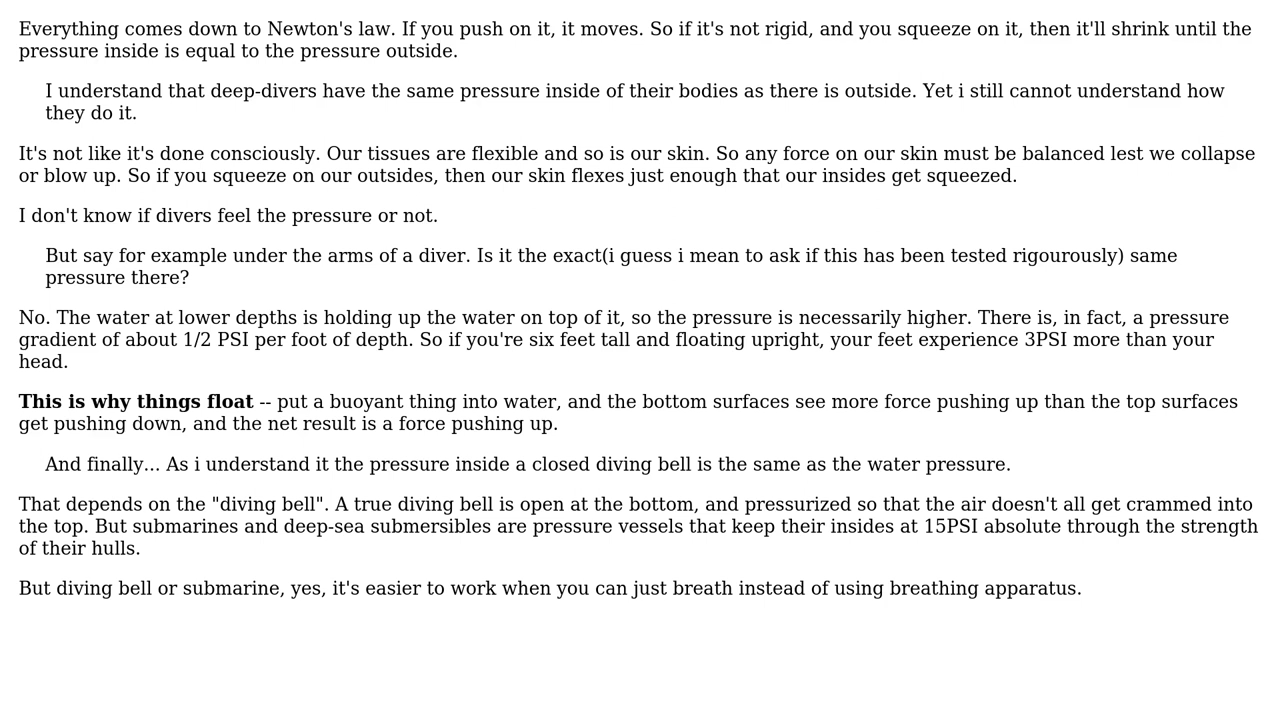 Everything comes down to Newton's law. If you push on it, it moves. So if it's not rigid, and you squeeze on it, then it'll shrink until the
pressure inside is equal to the pressure outside.
I understand that deep-divers have the same pressure inside of their bodies as there is outside. Yet i still cannot understand how
they do it.
It's not like it's done consciously. Our tissues are flexible and so is our skin. So any force on our skin must be balanced lest we collapse
or blow up. So if you squeeze on our outsides, then our skin flexes just enough that our insides get squeezed.
I don't know if divers feel the pressure or not.
But say for example under the arms of a diver. Is it the exact(i guess i mean to ask if this has been tested rigourously) same
pressure there?
No. The water at lower depths is holding up the water on top of it, so the pressure is necessarily higher. There is, in fact, a pressure
gradient of about 1/2 PSI per foot of depth. So if you're six feet tall and floating upright, your feet experience 3PSI more than your
head.
This is why things float -- put a buoyant thing into water, and the bottom surfaces see more force pushing up than the top surfaces
get pushing down, and the net result is a force pushing up.
And finally... As i understand it the pressure inside a closed diving bell is the same as the water pressure.
That depends on the "diving bell". A true diving bell is open at the bottom, and pressurized so that the air doesn't all get crammed into
the top. But submarines and deep-sea submersibles are pressure vessels that keep their insides at 15PSI absolute through the strength
of their hulls.
But diving bell or submarine, yes, it's easier to work when you can just breath instead of using breathing apparatus.